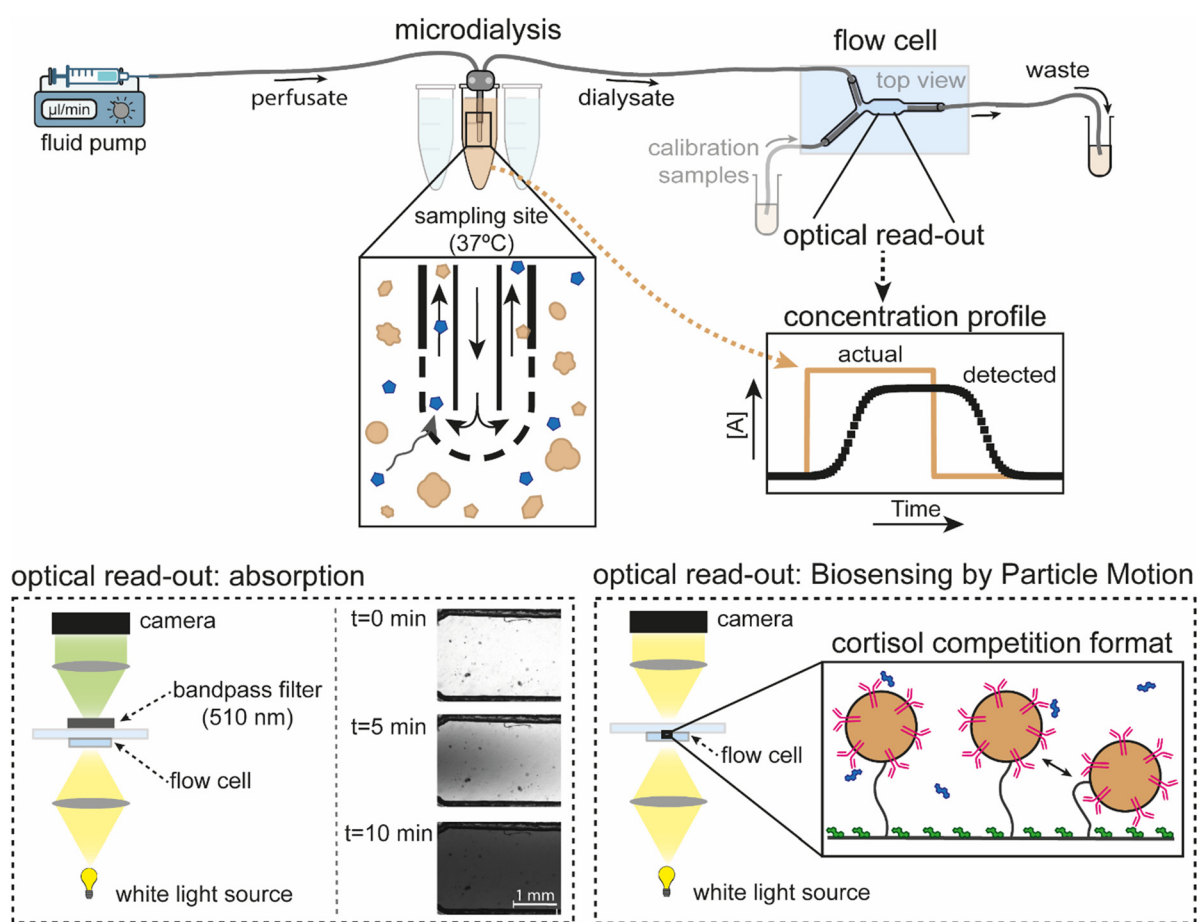 microdialysis
flow cell
top view
waste
perfusate
dialysate
µl/min
fluid pump
calibration
samples
sampling site
(37ºC)
optical read-out
concentration profile
actual
detected
[A]
Time
optical read-out: absorption
camera
bandpass filter
(510 nm)
flow cell
white light source
t=0 min
t=5 min
t=10 min
1 mm
optical read-out: Biosensing by Particle Motion
camera
cortisol competition format
flow cell
white light source